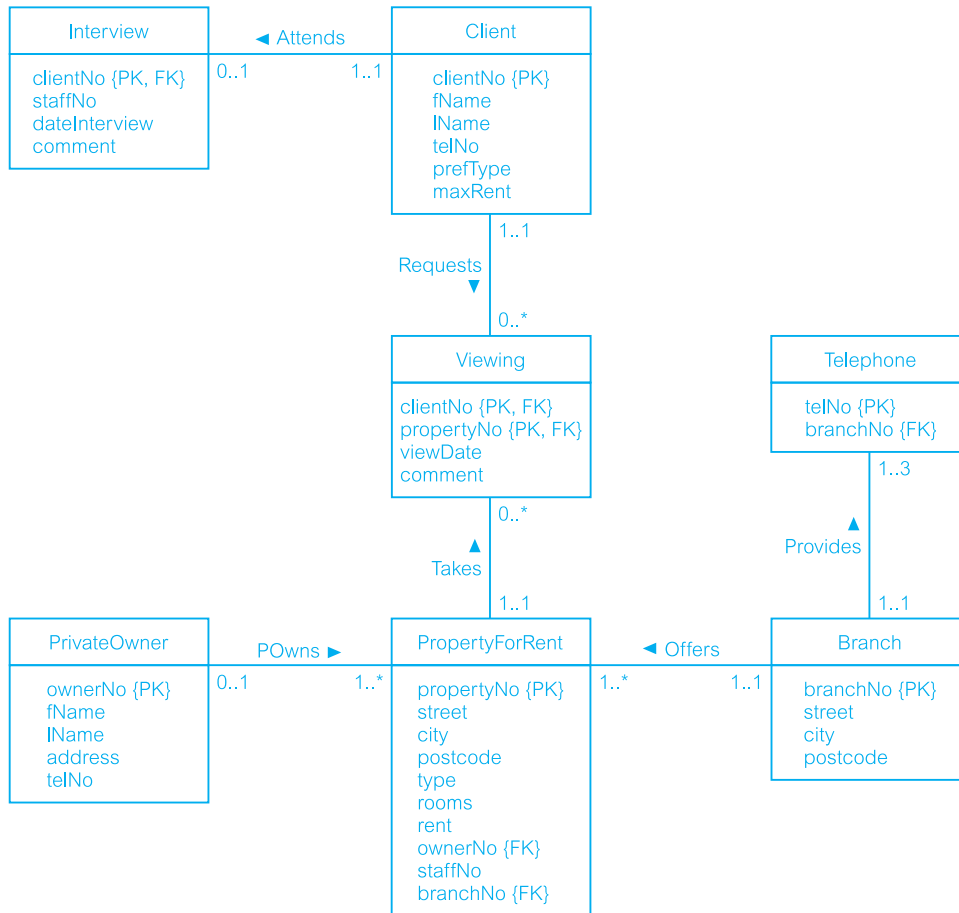 Interview
clientNo {PK, FK}
staffNo
dateInterview
comment
◄ Attends
0..1
1..1
Client
clientNo {PK}
fName
lName
telNo
prefType
maxRent
1..1
Requests
▼
0..*
Viewing
clientNo {PK, FK}
propertyNo {PK, FK}
viewDate
comment
0..*
▲
Takes
1..1
Telephone
telNo {PK}
branchNo {FK}
1..3
▲
Provides
1..1
PrivateOwner
ownerNo {PK}
fName
lName
address
telNo
POwns ►
0..1
1..*
PropertyForRent
propertyNo {PK}
street
city
postcode
type
rooms
rent
ownerNo {FK}
staffNo
branchNo {FK}
◄ Offers
1..*
1..1
Branch
branchNo {PK}
street
city
postcode